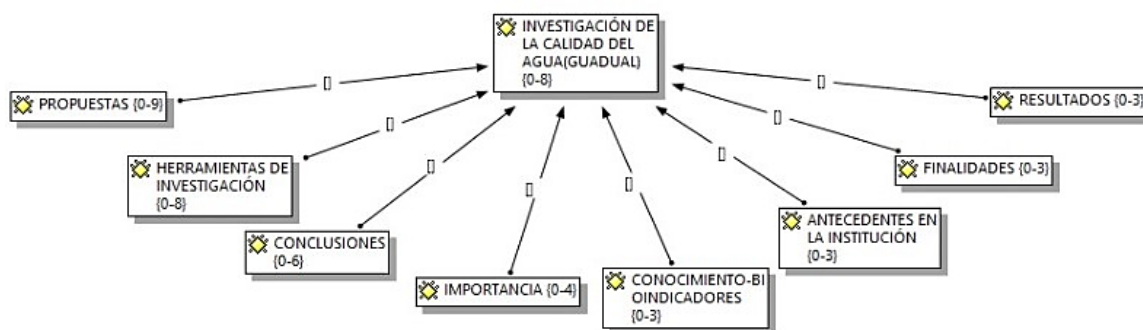 INVESTIGACIÓN DE
LA CALIDAD DEL
AGUA(GUADUAL)
{0-8}
PROPUESTAS {0-9}
RESULTADOS {0-3}
HERRAMIENTAS DE
INVESTIGACIÓN
{0-8}
FINALIDADES {0-3}
CONCLUSIONES
{0-6}
ANTECEDENTES EN
LA INSTITUCIÓN
{0-3}
IMPORTANCIA {0-4}
CONOCIMIENTO-BI
OINDICADORES
{0-3}
[]
[]
[]
[]
[]
[]
[]
[]